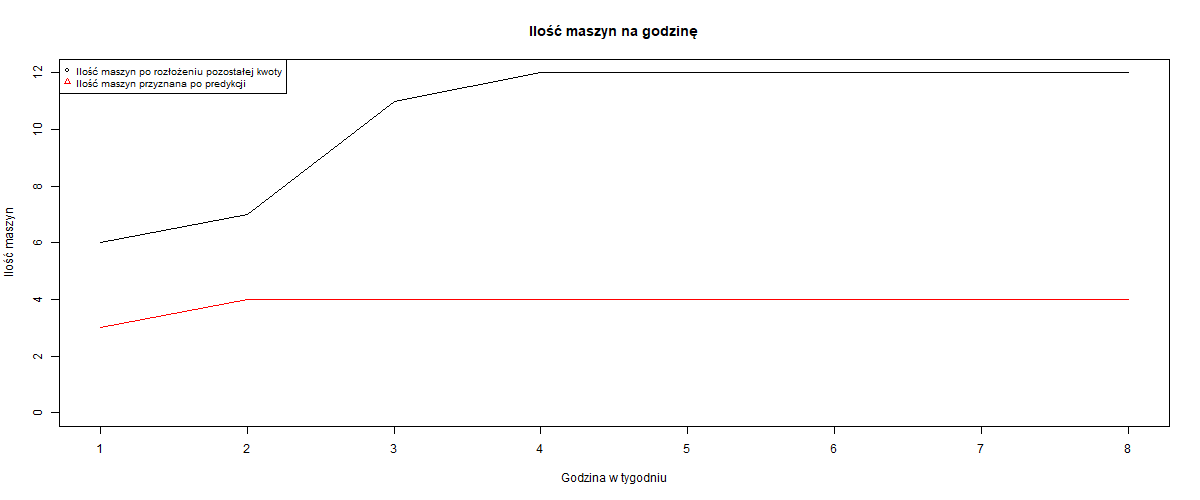 Ilość maszyn na godzinę
Ilość maszyn po rozłożeniu pozostałej kwoty
Ilość maszyn przyznana po predykcji
Ilość maszyn
12
10
8
6
4
2
0
1 2 3 4 5 6 7 8
Godzina w tygodniu